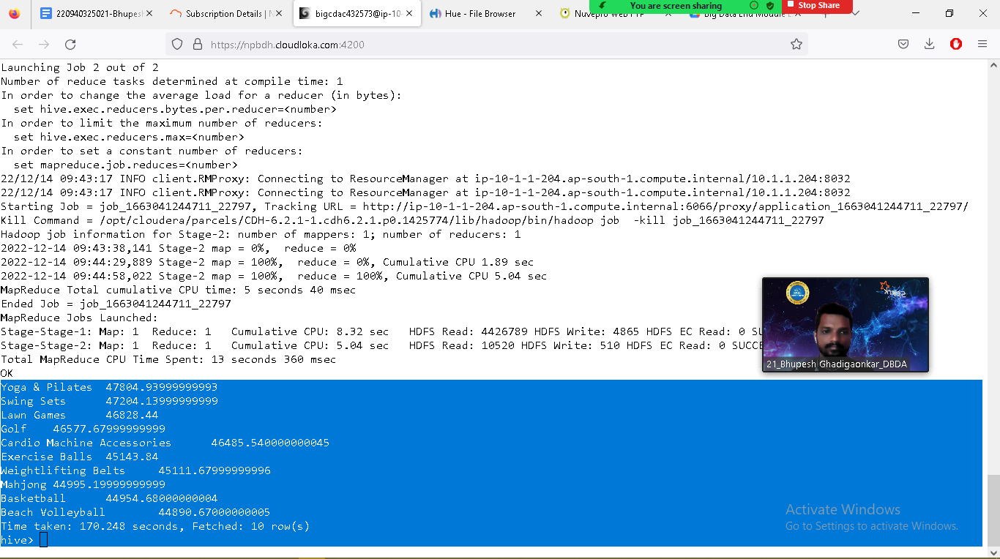 220940325021-Bhupes
Subscription Details | N
bigcdac432573@ip-10-
Hue - File Browser
Nuvepro Web FTP
Big Data End Module
You are screen sharing
Stop Share
https://npbdh.cloudloka.com:4200
Launching Job 2 out of 2
Number of reduce tasks determined at compile time: 1
In order to change the average load for a reducer (in bytes):
  set hive.exec.reducers.bytes.per.reducer=<number>
In order to limit the maximum number of reducers:
  set hive.exec.reducers.max=<number>
In order to set a constant number of reducers:
  set mapreduce.job.reduces=<number>
22/12/14 09:43:17 INFO client.RMProxy: Connecting to ResourceManager at ip-10-1-1-204.ap-south-1.compute.internal/10.1.1.204:8032
22/12/14 09:43:17 INFO client.RMProxy: Connecting to ResourceManager at ip-10-1-1-204.ap-south-1.compute.internal/10.1.1.204:8032
Starting Job = job_1663041244711_22797, Tracking URL = http://ip-10-1-1-204.ap-south-1.compute.internal:6066/proxy/application_1663041244711_22797/
Kill Command = /opt/cloudera/parcels/CDH-6.2.1-1.cdh6.2.1.p0.1425774/lib/hadoop/bin/hadoop job  -kill job_1663041244711_22797
Hadoop job information for Stage-2: number of mappers: 1; number of reducers: 1
2022-12-14 09:43:38,141 Stage-2 map = 0%,  reduce = 0%
2022-12-14 09:44:29,889 Stage-2 map = 100%,  reduce = 0%, Cumulative CPU 1.89 sec
2022-12-14 09:44:58,022 Stage-2 map = 100%,  reduce = 100%, Cumulative CPU 5.04 sec
MapReduce Total cumulative CPU time: 5 seconds 40 msec
Ended Job = job_1663041244711_22797
MapReduce Jobs Launched:
Stage-Stage-1: Map: 1  Reduce: 1   Cumulative CPU: 8.32 sec   HDFS Read: 4426789 HDFS Write: 4865 HDFS EC Read: 0 SU
Stage-Stage-2: Map: 1  Reduce: 1   Cumulative CPU: 5.04 sec   HDFS Read: 10520 HDFS Write: 510 HDFS EC Read: 0 SUCCE
Total MapReduce CPU Time Spent: 13 seconds 360 msec
OK
Yoga & Pilates  47804.93999999993
Swing Sets      47204.13999999999
Lawn Games      46828.44
Golf    46577.67999999999
Cardio Machine Accessories      46485.540000000045
Exercise Balls  45143.84
Weightlifting Belts     45111.67999999996
Mahjong 44995.19999999999
Basketball      44954.68000000004
Beach Volleyball        44890.67000000005
Time taken: 170.248 seconds, Fetched: 10 row(s)
hive>
21_Bhupesh Ghadigaonkar_DBDA
Activate Windows
Go to Settings to activate Windows.